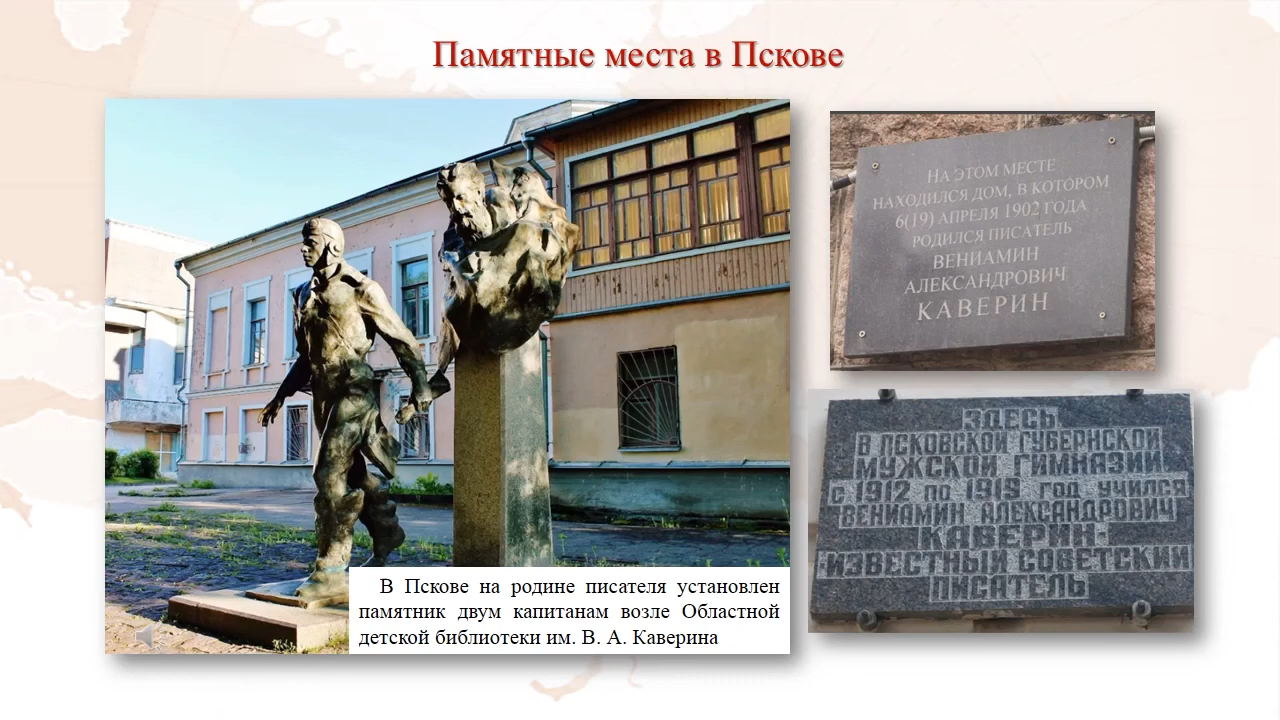 Памятные места в Пскове
НА ЭТОМ МЕСТЕ
НАХОДИЛСЯ ДОМ, В КОТОРОМ
6(19) АПРЕЛЯ 1902 ГОДА
РОДИЛСЯ ПИСАТЕЛЬ
ВЕНИАМИН
АЛЕКСАНДРОВИЧ
КАВЕРИН
ЗДЕСЬ
В ПСКОВСКОЙ ГУБЕРНСКОЙ
МУЖСКОЙ ГИМНАЗИИ
с 1912 по 1919 год учился
ВЕНИАМИН АЛЕКСАНДРОВИЧ
КАВЕРИН-
ИЗВЕСТНЫЙ СОВЕТСКИЙ
ПИСАТЕЛЬ
В Пскове на родине писателя установлен
памятник двум капитанам возле Областной
детской библиотеки им. В. А. Каверина